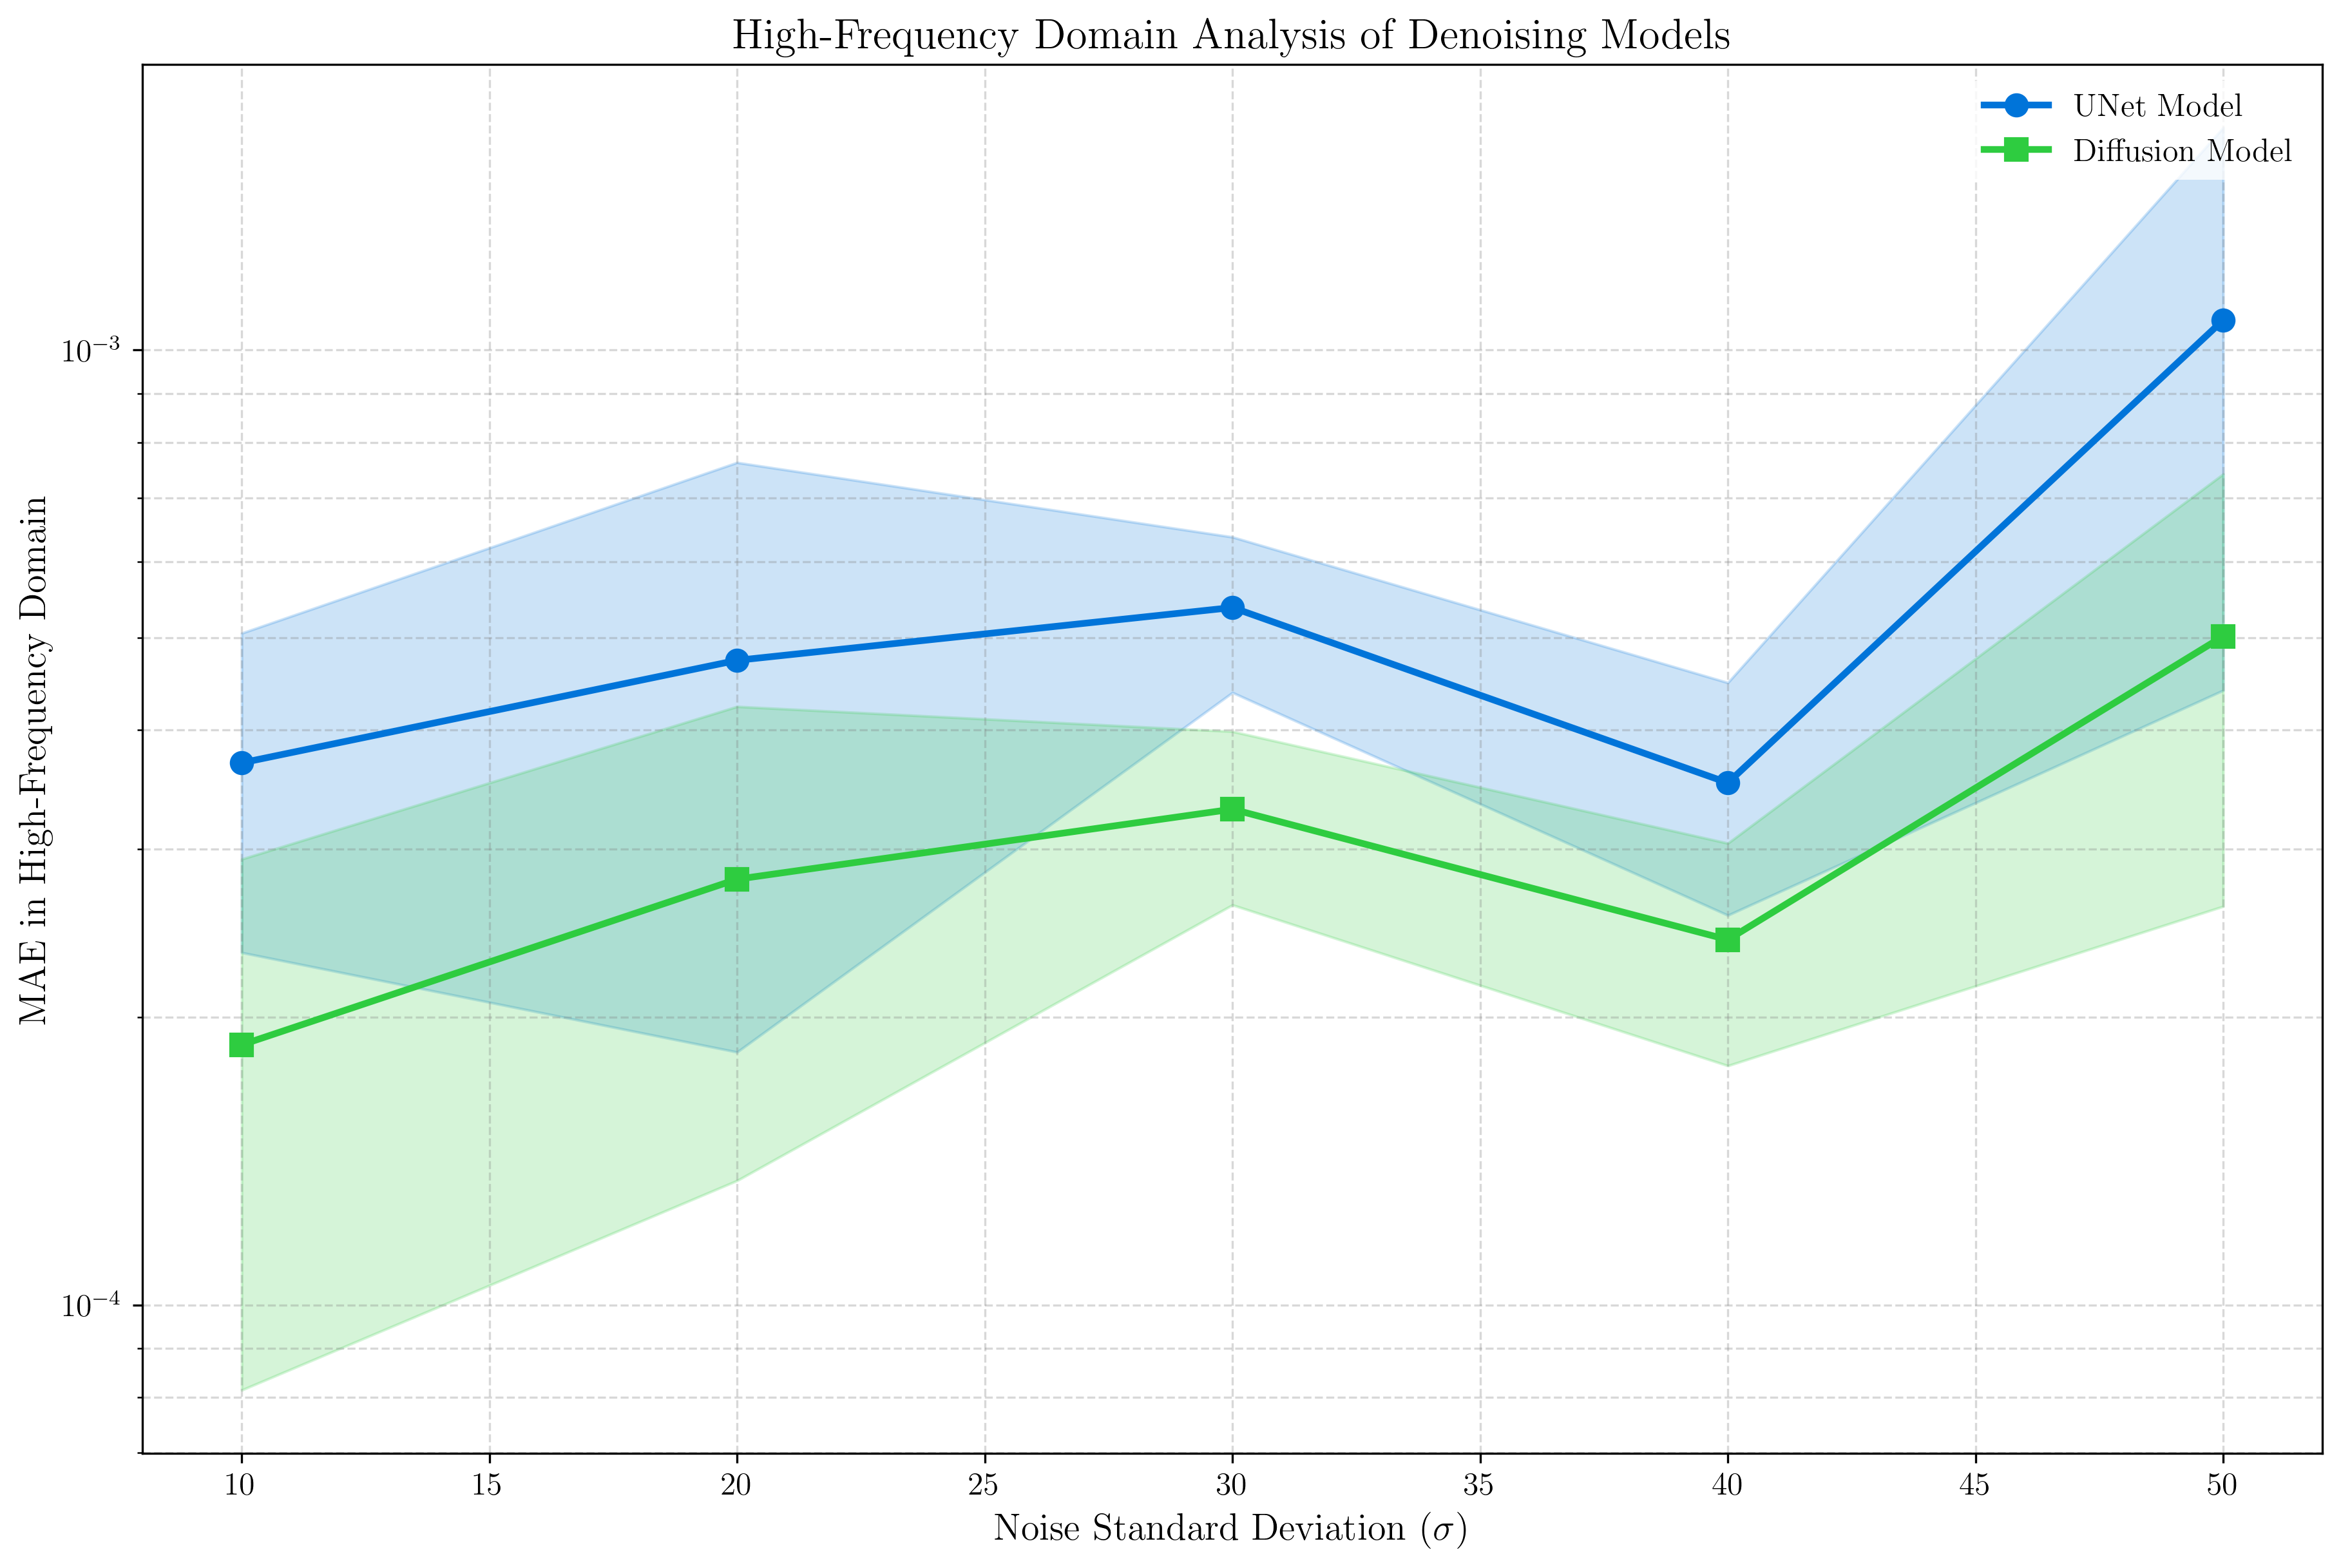 High-Frequency Domain Analysis of Denoising Models
UNet Model
Diffusion Model
MAE in High-Frequency Domain
10⁻³
10⁻⁴
10 15 20 25 30 35 40 45 50
Noise Standard Deviation (σ)